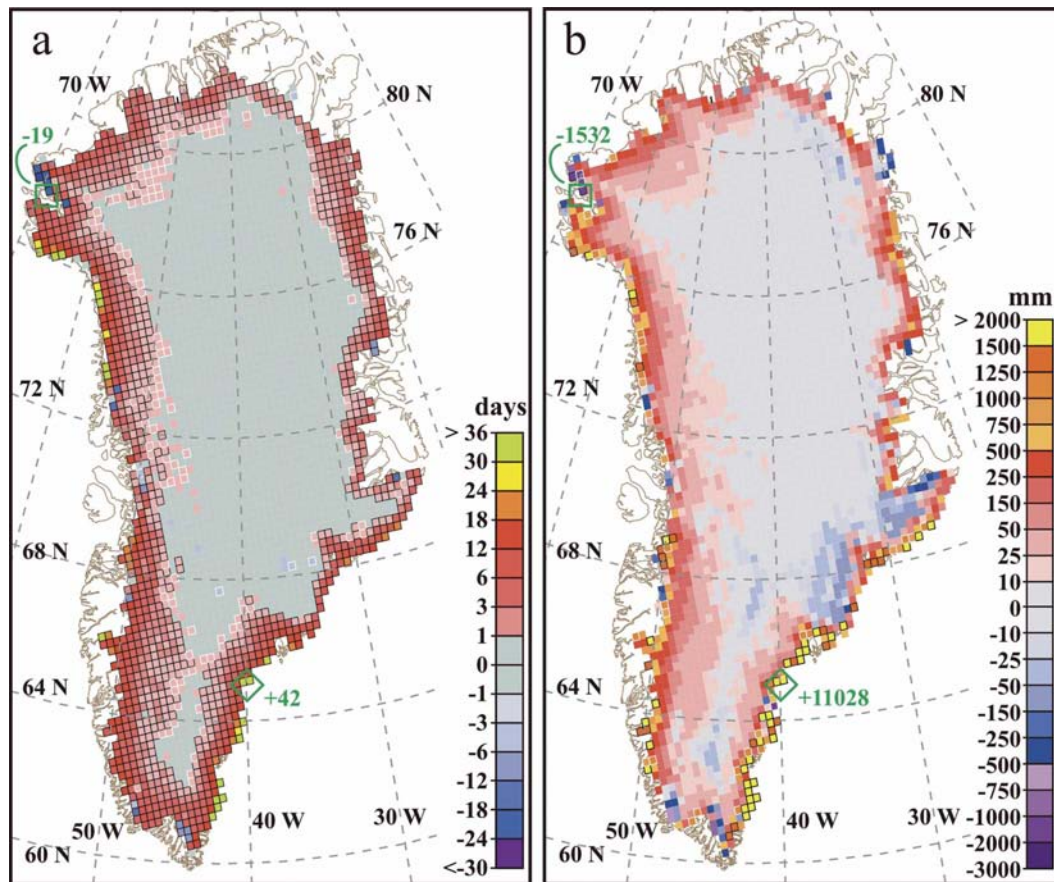 a
70 W
80 N
-19
76 N
72 N
days
> 36
30
24
18
12
6
3
1
0
-1
-3
-6
-12
-18
-24
<-30
68 N
64 N
+42
50 W
40 W
30 W
60 N
b
70 W
80 N
-1532
76 N
72 N
mm
> 2000
1500
1250
1000
750
500
250
150
50
25
10
0
-10
-25
-50
-150
-250
-500
-750
-1000
-2000
-3000
68 N
64 N
+11028
50 W
40 W
30 W
60 N